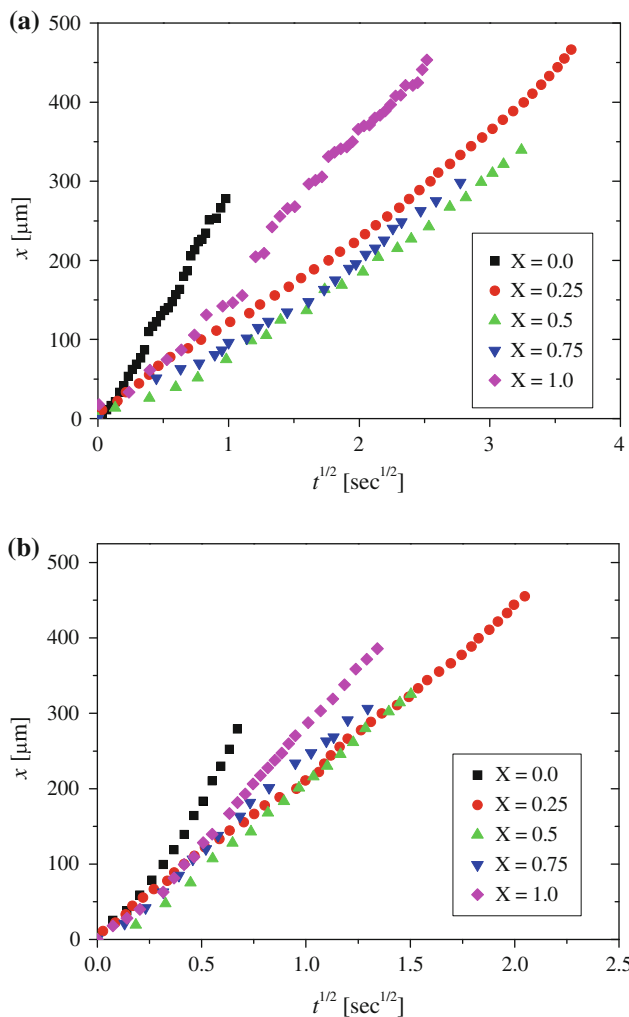 (a)
500
400
300
200
100
0
x [μm]
X = 0.0
X = 0.25
X = 0.5
X = 0.75
X = 1.0
0 1 2 3 4
t^{1/2} [sec^{1/2}]
(b)
500
400
300
200
100
0
x [μm]
X = 0.0
X = 0.25
X = 0.5
X = 0.75
X = 1.0
0.0 0.5 1.0 1.5 2.0 2.5
t^{1/2} [sec^{1/2}]